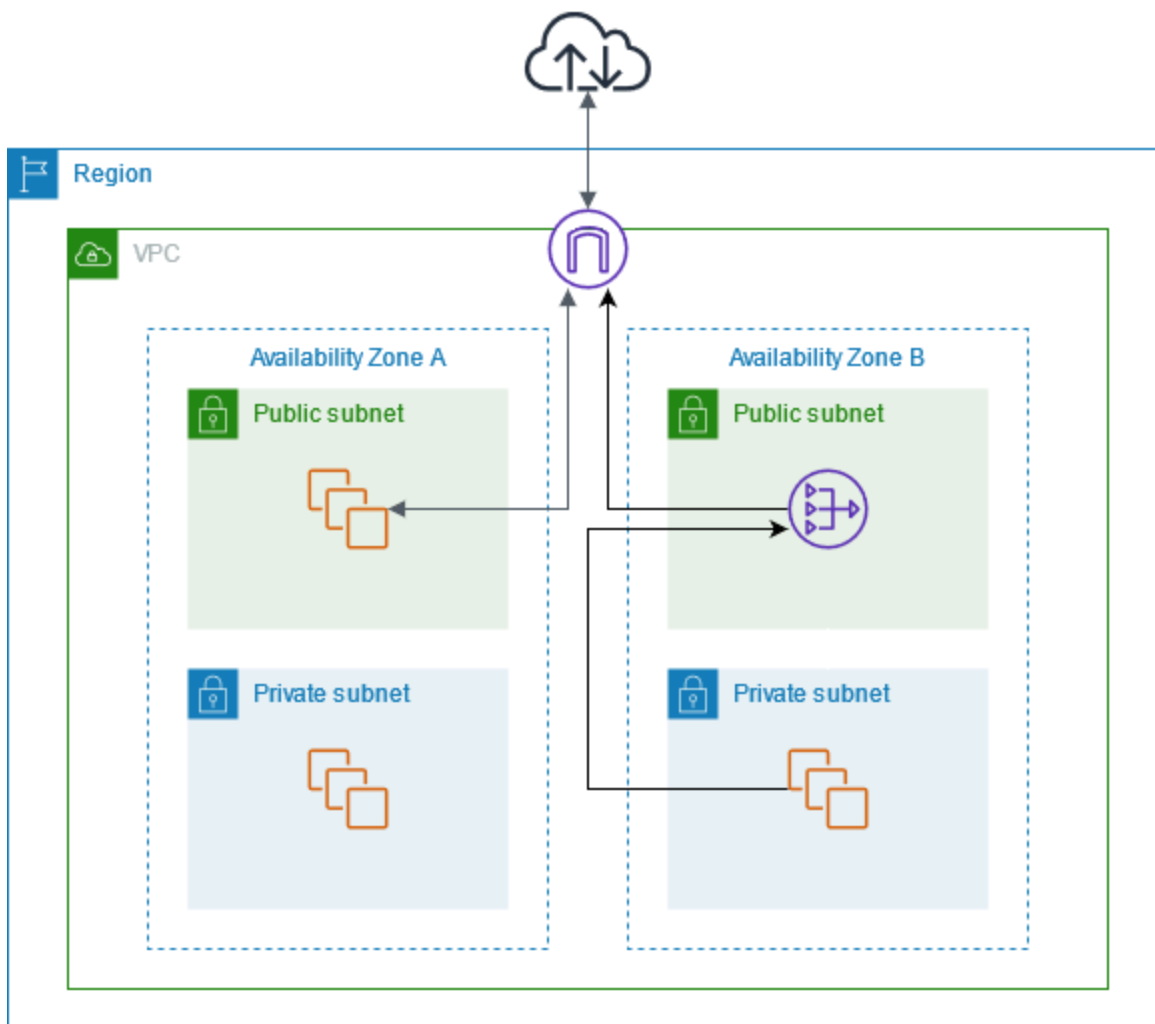 Region
VPC
Availability Zone A
Availability Zone B
Public subnet
Public subnet
Private subnet
Private subnet